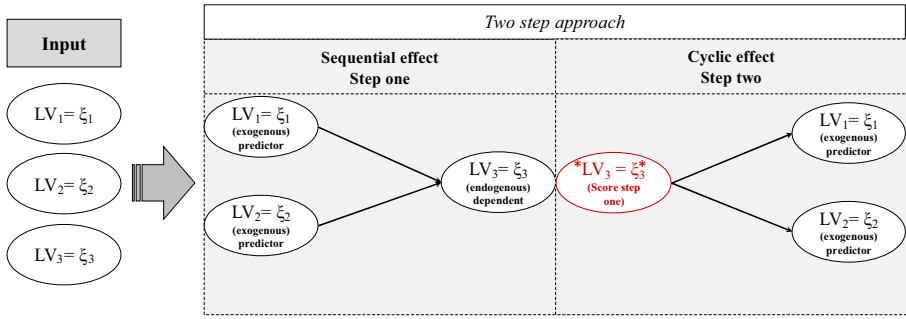 Two step approach
Input
Sequential effect
Step one
Cyclic effect
Step two
LV₁= ξ₁
LV₂= ξ₂
LV₃= ξ₃
LV₁= ξ₁
(exogenous)
predictor
LV₂= ξ₂
(exogenous)
predictor
LV₃= ξ₃
(endogenous)
dependent
*LV₃ = ξ₃*
(Score step
one)
LV₁= ξ₁
(exogenous)
predictor
LV₂= ξ₂
(exogenous)
predictor